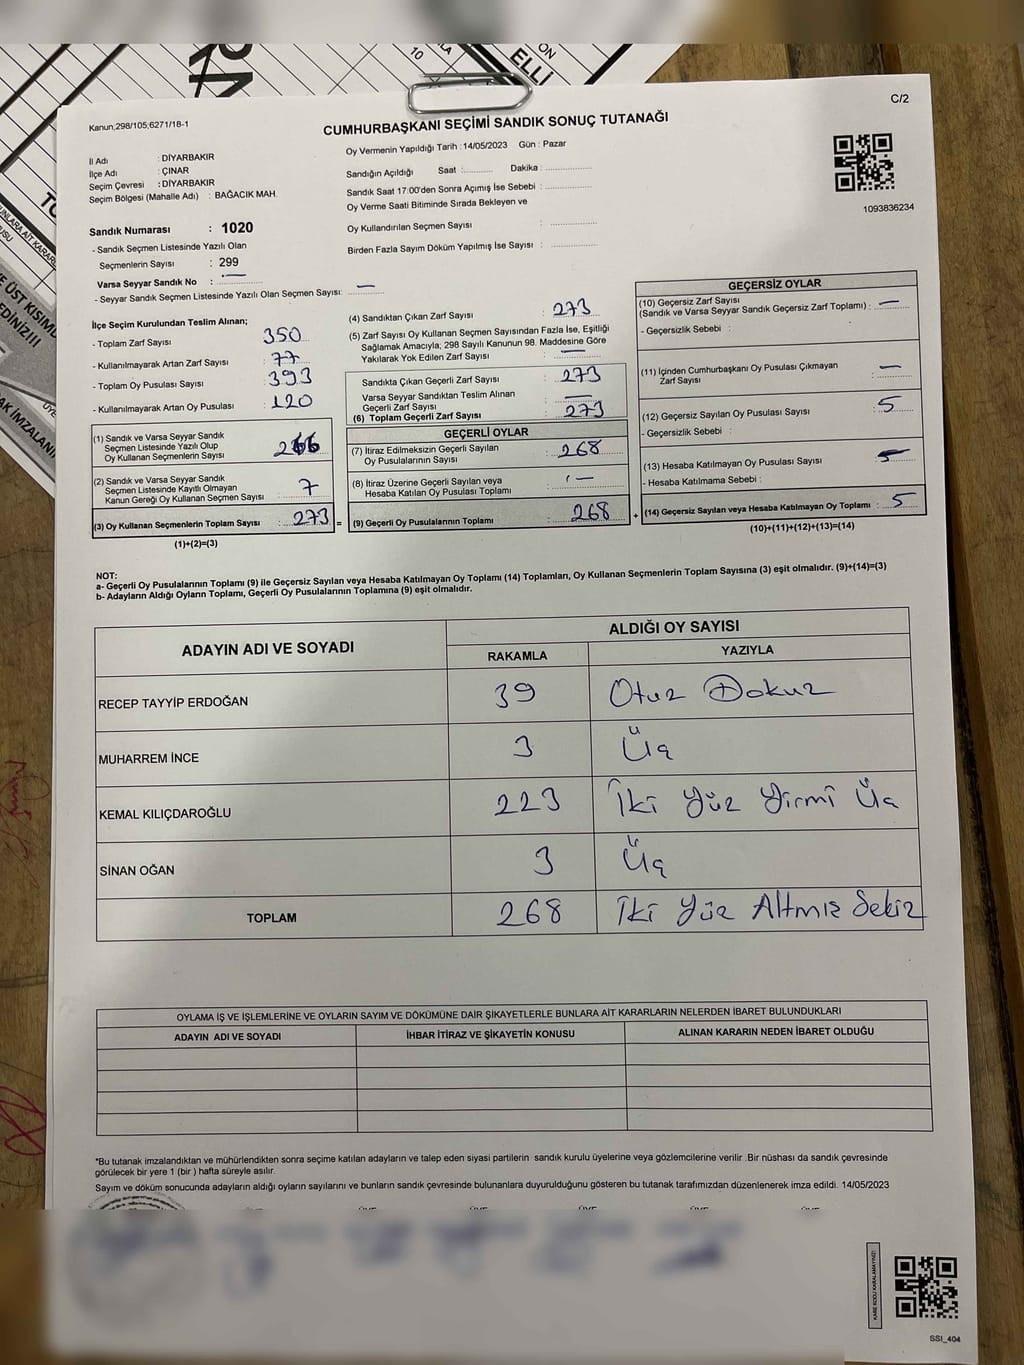 10
ELLİ
ON
C/2
Kanun,298/105;6271/18-1
CUMHURBAŞKANI SEÇİMİ SANDIK SONUÇ TUTANAĞI
İl Adı : DİYARBAKIR
İlçe Adı : ÇINAR
Seçim Çevresi : DİYARBAKIR
Seçim Bölgesi (Mahalle Adı) : BAĞACIK MAH.
Oy Vermenin Yapıldığı Tarih : 14/05/2023 Gün : Pazar
Sandığın Açıldığı Saat :.......... Dakika :..............
Sandık Saat 17:00'den Sonra Açımış İse Sebebi :..............
Oy Verme Saati Bitiminde Sırada Bekleyen ve
Oy Kullandırılan Seçmen Sayısı :..............
Birden Fazla Sayım Döküm Yapılmış İse Sayısı :..............
1093836234
Sandık Numarası : 1020
- Sandık Seçmen Listesinde Yazılı Olan
Seçmenlerin Sayısı : 299
Varsa Seyyar Sandık No : —
- Seyyar Sandık Seçmen Listesinde Yazılı Olan Seçmen Sayısı: —
İlçe Seçim Kurulundan Teslim Alınan;
- Toplam Zarf Sayısı : 350
- Kullanılmayarak Artan Zarf Sayısı : 77
- Toplam Oy Pusulası Sayısı : 393
- Kullanılmayarak Artan Oy Pusulası : 120
(1) Sandık ve Varsa Seyyar Sandık
Seçmen Listesinde Yazılı Olup
Oy Kullanan Seçmenlerin Sayısı : 266
(2) Sandık ve Varsa Seyyar Sandık
Seçmen Listesinde Kayıtlı Olmayan
Kanun Gereği Oy Kullanan Seçmen Sayısı : 7
(3) Oy Kullanan Seçmenlerin Toplam Sayısı : 273 =
(1)+(2)=(3)
(4) Sandıktan Çıkan Zarf Sayısı : 273
(5) Zarf Sayısı Oy Kullanan Seçmen Sayısından Fazla İse, Eşitliği
Sağlamak Amacıyla; 298 Sayılı Kanunun 98. Maddesine Göre
Yakılarak Yok Edilen Zarf Sayısı : —
Sandıkta Çıkan Geçerli Zarf Sayısı : 273
Varsa Seyyar Sandıktan Teslim Alınan
Geçerli Zarf Sayısı : —
(6) Toplam Geçerli Zarf Sayısı : 273
GEÇERLİ OYLAR
(7) İtiraz Edilmeksizin Geçerli Sayılan
Oy Pusulalarının Sayısı : 268
(8) İtiraz Üzerine Geçerli Sayılan veya
Hesaba Katılan Oy Pusulası Toplamı : —
(9) Geçerli Oy Pusulalarının Toplamı : 268 +
GEÇERSİZ OYLAR
(10) Geçersiz Zarf Sayısı
(Sandık ve Varsa Seyyar Sandık Geçersiz Zarf Toplamı) : —
- Geçersizlik Sebebi :
(11) İçinden Cumhurbaşkanı Oy Pusulası Çıkmayan
Zarf Sayısı : —
(12) Geçersiz Sayılan Oy Pusulası Sayısı : 5
- Geçersizlik Sebebi :
(13) Hesaba Katılmayan Oy Pusulası Sayısı :
- Hesaba Katılmama Sebebi :
(14) Geçersiz Sayılan veya Hesaba Katılmayan Oy Toplamı : 5
(10)+(11)+(12)+(13)=(14)
NOT:
a- Geçerli Oy Pusulalarının Toplamı (9) ile Geçersiz Sayılan veya Hesaba Katılmayan Oy Toplamı (14) Toplamları, Oy Kullanan Seçmenlerin Toplam Sayısına (3) eşit olmalıdır. (9)+(14)=(3)
b- Adayların Aldığı Oyların Toplamı, Geçerli Oy Pusulalarının Toplamına (9) eşit olmalıdır.
ADAYIN ADI VE SOYADI ALDIĞI OY SAYISI
RAKAMLA YAZIYLA
RECEP TAYYİP ERDOĞAN 39 Otuz Dokuz
MUHARREM İNCE 3 Üç
KEMAL KILIÇDAROĞLU 223 İki Yüz Yirmi Üç
SİNAN OĞAN 3 Üç
TOPLAM 268 İki Yüz Altmış Sekiz
OYLAMA İŞ VE İŞLEMLERİNE VE OYLARIN SAYIM VE DÖKÜMÜNE DAİR ŞİKAYETLERLE BUNLARA AİT KARARLARIN NELERDEN İBARET BULUNDUKLARI
ADAYIN ADI VE SOYADI İHBAR İTİRAZ VE ŞİKAYETİN KONUSU ALINAN KARARIN NEDEN İBARET OLDUĞU
*Bu tutanak imzalandıktan ve mühürlendikten sonra seçime katılan adayların ve talep eden siyasi partilerin sandık kurulu üyelerine veya gözlemcilerine verilir .Bir nüshası da sandık çevresinde
görülecek bir yere 1 (bir ) hafta süreyle asılır.
Sayım ve döküm sonucunda adayların aldığı oyların sayılarını ve bunların sandık çevresinde bulunanlara duyurulduğunu gösteren bu tutanak tarafımızdan düzenlenerek imza edildi. 14/05/2023
KARE KODU KARALAMAYINIZ!
SSI_404